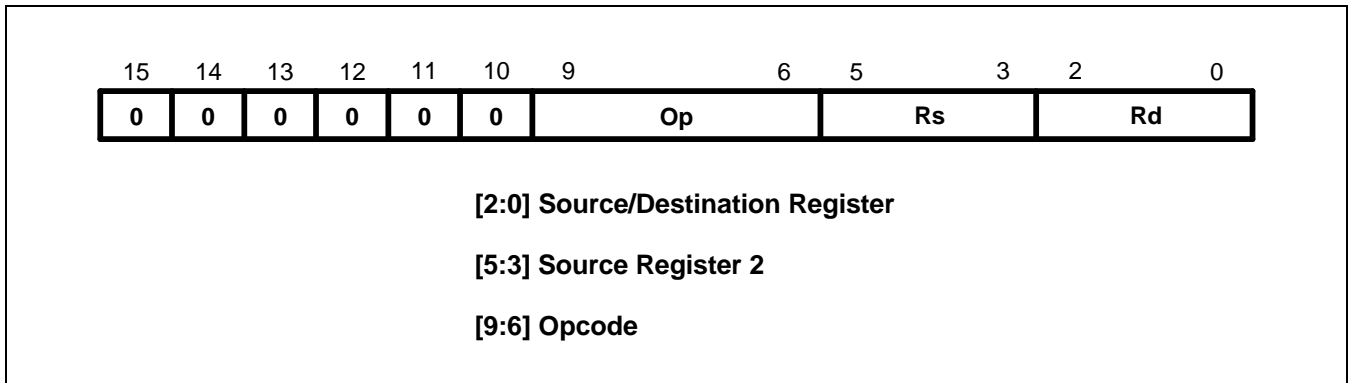 15 14 13 12 11 10 9 6 5 3 2 0
0 0 0 0 0 0 Op Rs Rd
[2:0] Source/Destination Register
[5:3] Source Register 2
[9:6] Opcode